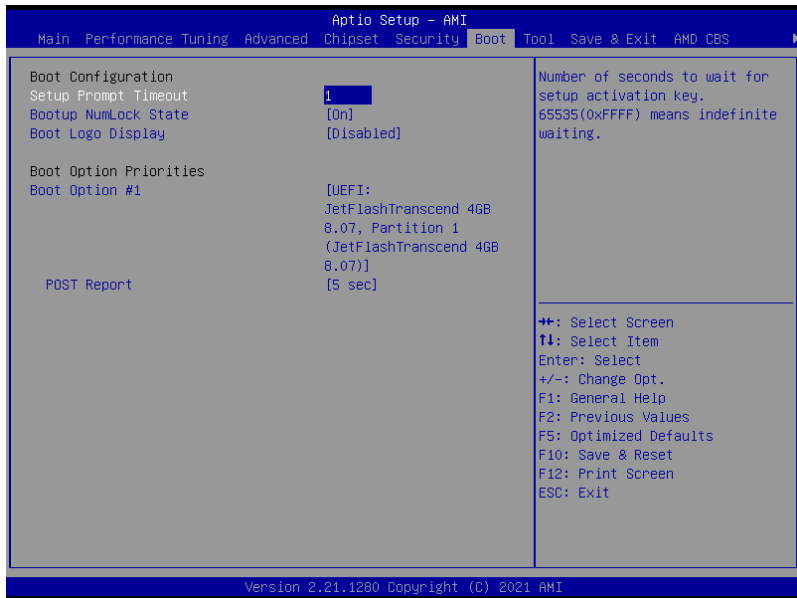 Aptio Setup - AMI
Main Performance Tuning Advanced Chipset Security Boot Tool Save & Exit AMD CBS
Boot Configuration
Setup Prompt Timeout 1
Bootup NumLock State [On]
Boot Logo Display [Disabled]
Boot Option Priorities
Boot Option #1 [UEFI:
JetFlashTranscend 4GB
8.07, Partition 1
(JetFlashTranscend 4GB
8.07)]
POST Report [5 sec]
Number of seconds to wait for
setup activation key.
65535(0xFFFF) means indefinite
waiting.
→←: Select Screen
↑↓: Select Item
Enter: Select
+/-: Change Opt.
F1: General Help
F2: Previous Values
F5: Optimized Defaults
F10: Save & Reset
F12: Print Screen
ESC: Exit
Version 2.21.1280 Copyright (C) 2021 AMI